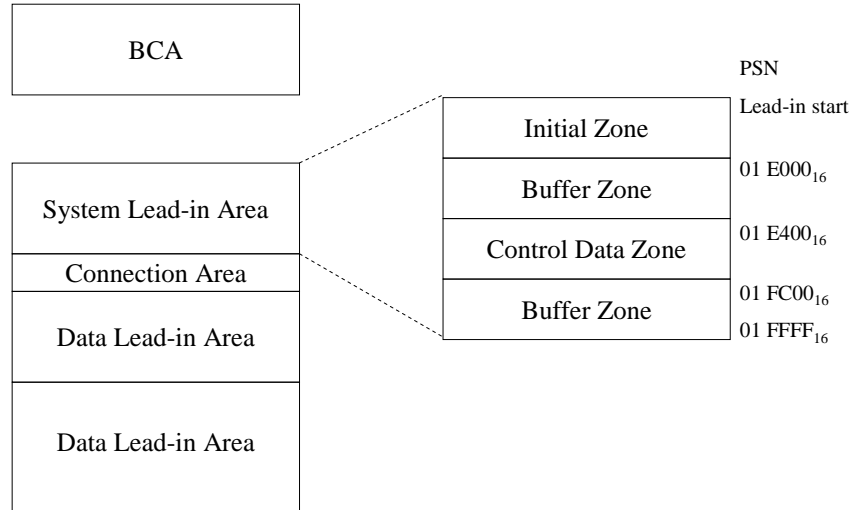 BCA
System Lead-in Area
Connection Area
Data Lead-in Area
Data Lead-in Area
PSN
Lead-in start
Initial Zone
01 E000₁₆
Buffer Zone
01 E400₁₆
Control Data Zone
01 FC00₁₆
Buffer Zone
01 FFFF₁₆